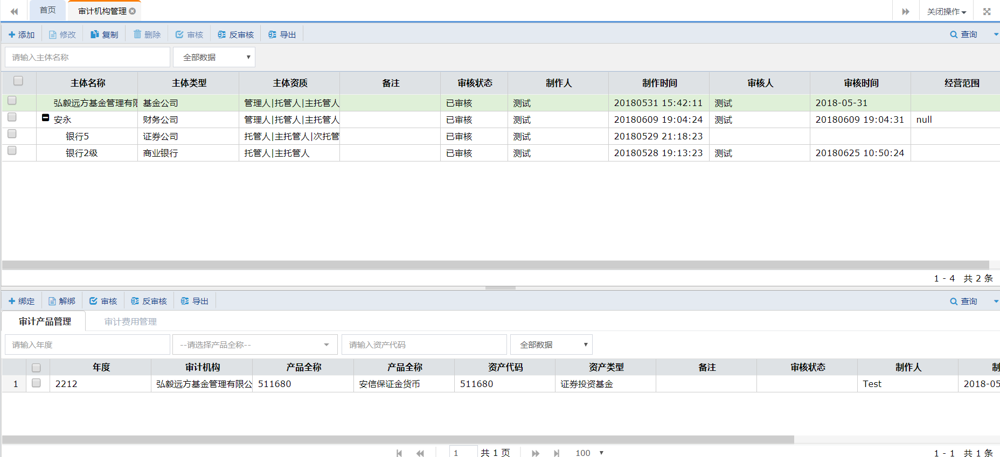 首页 审计机构管理 关闭操作
添加 修改 复制 删除 审核 反审核 导出 查询
请输入主体名称 全部数据
主体名称 主体类型 主体资质 备注 审核状态 制作人 制作时间 审核人 审核时间 经营范围
弘毅远方基金管理有限 基金公司 管理人|托管人|主托管人 已审核 测试 20180531 15:42:11 测试 2018-05-31
安永 财务公司 管理人|托管人|主托管人 已审核 测试 20180609 19:04:24 测试 20180609 19:04:31 null
银行5 证券公司 托管人|主托管人|次托管 已审核 测试 20180529 21:18:23
银行2级 商业银行 托管人|主托管人 已审核 测试 20180528 19:13:23 测试 20180625 10:50:24
1 - 4 共 2 条
绑定 解绑 审核 反审核 导出 查询
审计产品管理 审计费用管理
请输入年度 --请选择产品全称-- 请输入资产代码 全部数据
年度 审计机构 产品全称 产品全称 资产代码 资产类型 备注 审核状态 制作人 制
1 2212 弘毅远方基金管理有限公 511680 安信保证金货币 511680 证券投资基金 Test 2018-05
1 共 1 页 100 1 - 1 共 1 条